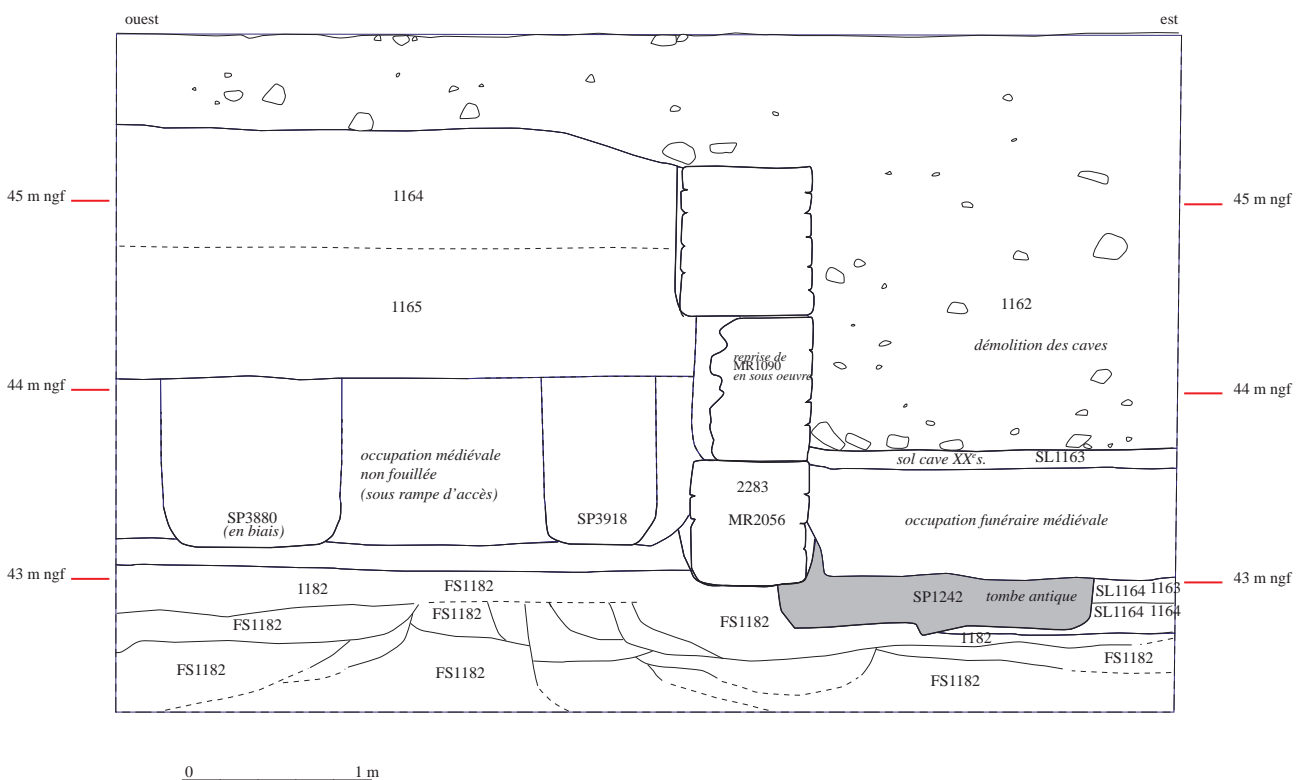 ouest
est
1164
45 m ngf
45 m ngf
1165
1162
démolition des caves
reprise de
MR1090
en sous oeuvre
44 m ngf
44 m ngf
occupation médiévale
non fouillée
(sous rampe d'accès)
sol cave XXe s.
SL1163
2283
SP3880
(en biais)
SP3918
MR2056
occupation funéraire médiévale
43 m ngf
43 m ngf
1182
FS1182
SP1242
tombe antique
SL1164
1163
SL1164
1164
FS1182
FS1182
FS1182
1182
FS1182
FS1182
FS1182
FS1182
0
1 m